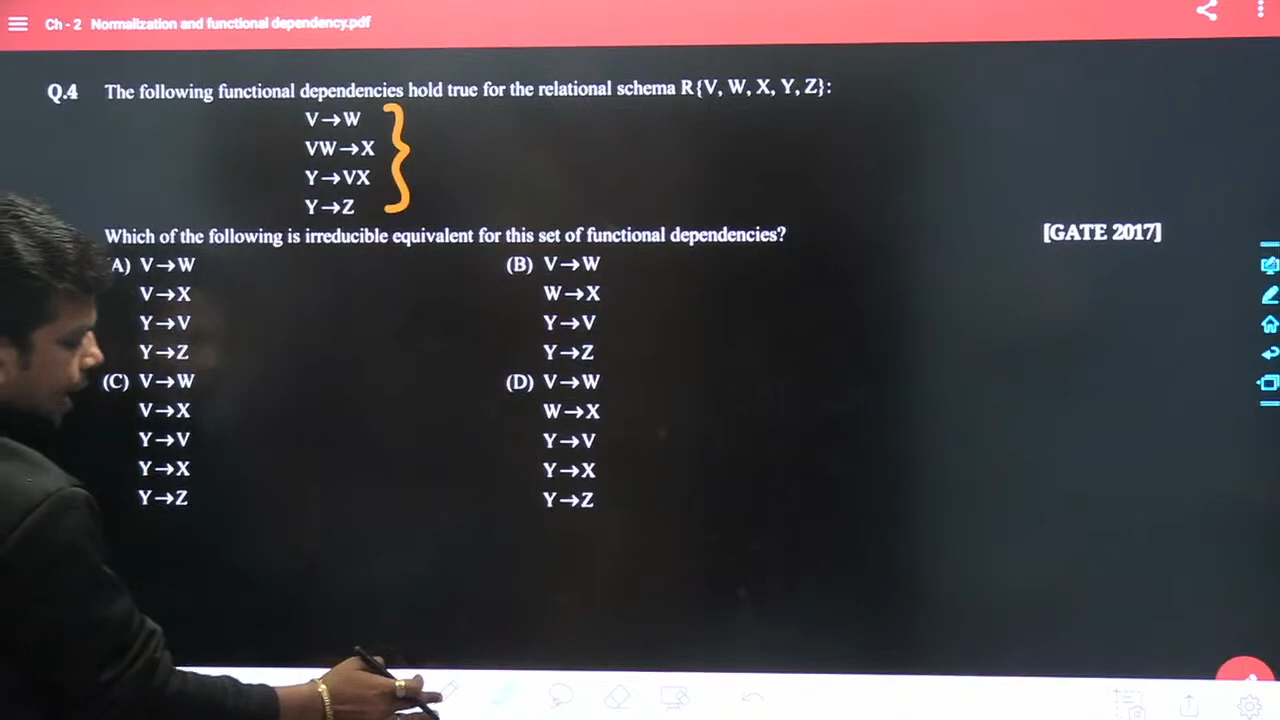 Ch - 2 Normalization and functional dependency.pdf
Q.4 The following functional dependencies hold true for the relational schema R{V, W, X, Y, Z}:
V→W
VW→X
Y→VX
Y→Z
Which of the following is irreducible equivalent for this set of functional dependencies? [GATE 2017]
A) V→W
V→X
Y→V
Y→Z
(B) V→W
W→X
Y→V
Y→Z
(C) V→W
V→X
Y→V
Y→X
Y→Z
(D) V→W
W→X
Y→V
Y→X
Y→Z